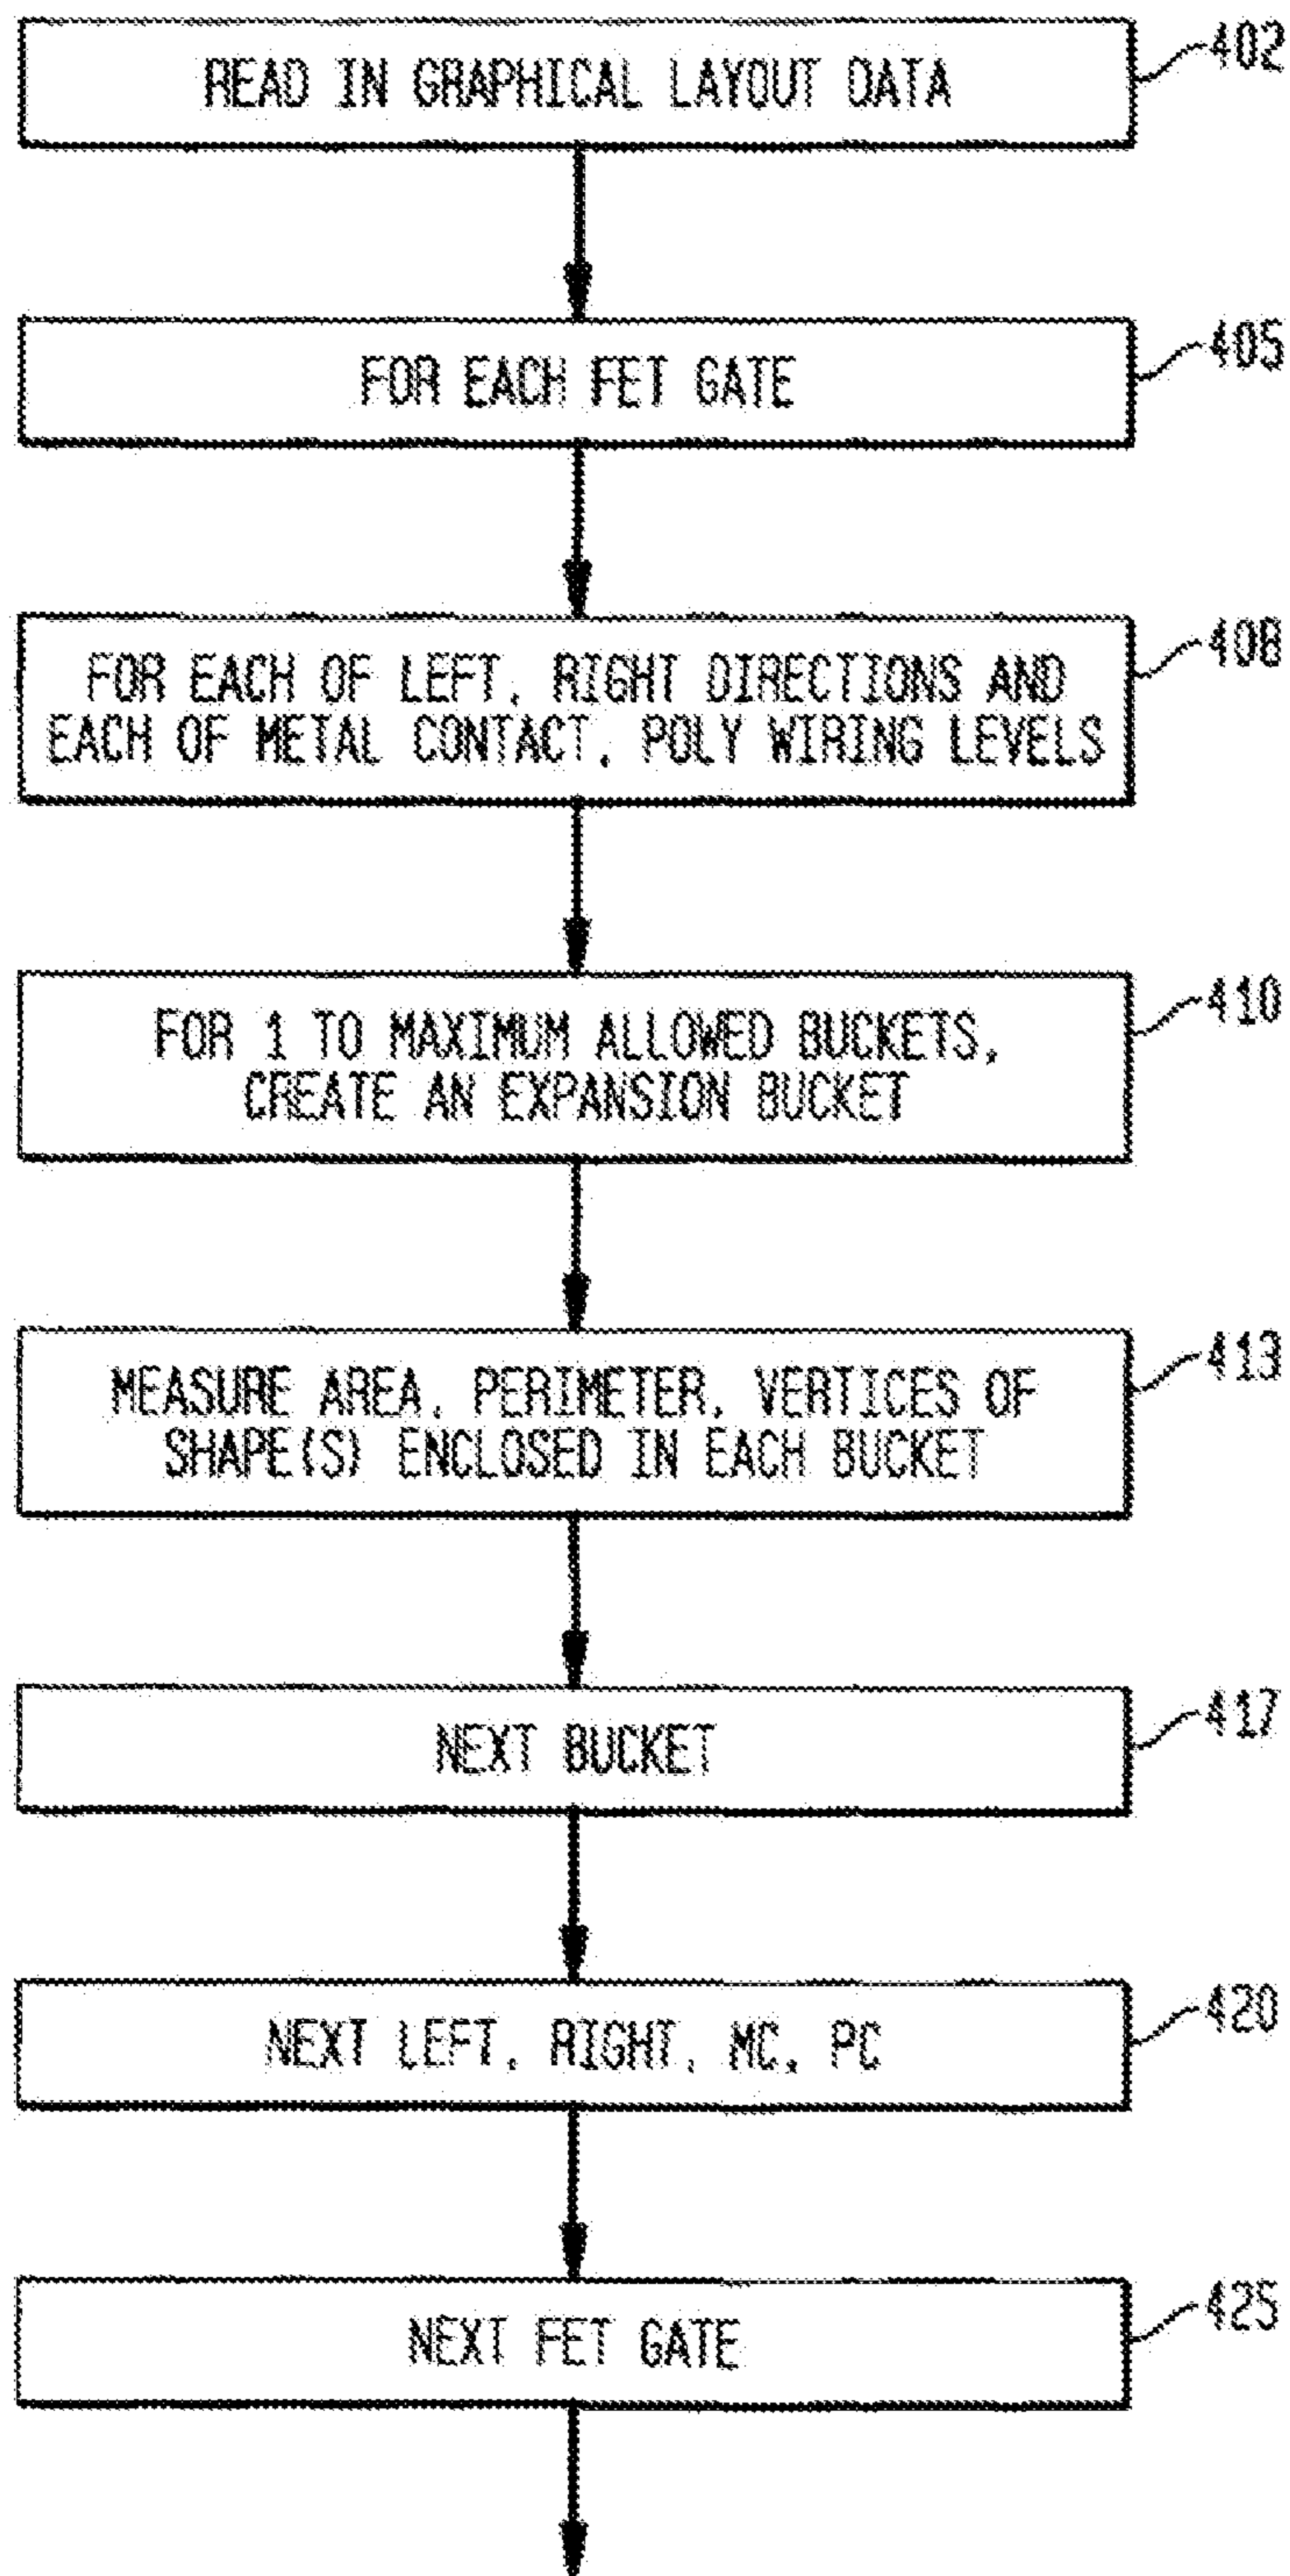 READ IN GRAPHICAL LAYOUT DATA
402
FOR EACH FET GATE
405
FOR EACH OF LEFT, RIGHT DIRECTIONS AND
EACH OF METAL CONTACT, POLY WIRING LEVELS
408
FOR 1 TO MAXIMUM ALLOWED BUCKETS,
CREATE AN EXPANSION BUCKET
410
MEASURE AREA, PERIMETER, VERTICES OF
SHAPE(S) ENCLOSED IN EACH BUCKET
413
NEXT BUCKET
417
NEXT LEFT, RIGHT, MC, PC
420
NEXT FET GATE
425